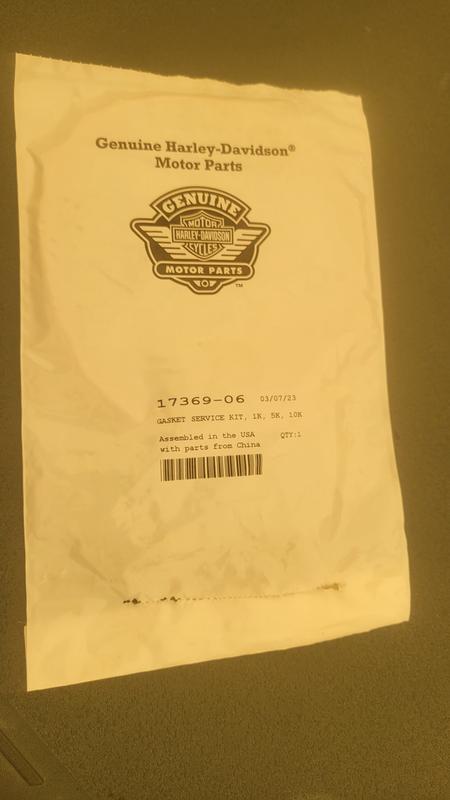 Genuine Harley-Davidson®
Motor Parts
GENUINE
MOTOR
HARLEY-DAVIDSON
CYCLES
MOTOR PARTS
™
17369-06 03/07/23
GASKET SERVICE KIT, 1K, 5K, 10K
Assembled in the USA QTY:1
with parts from China